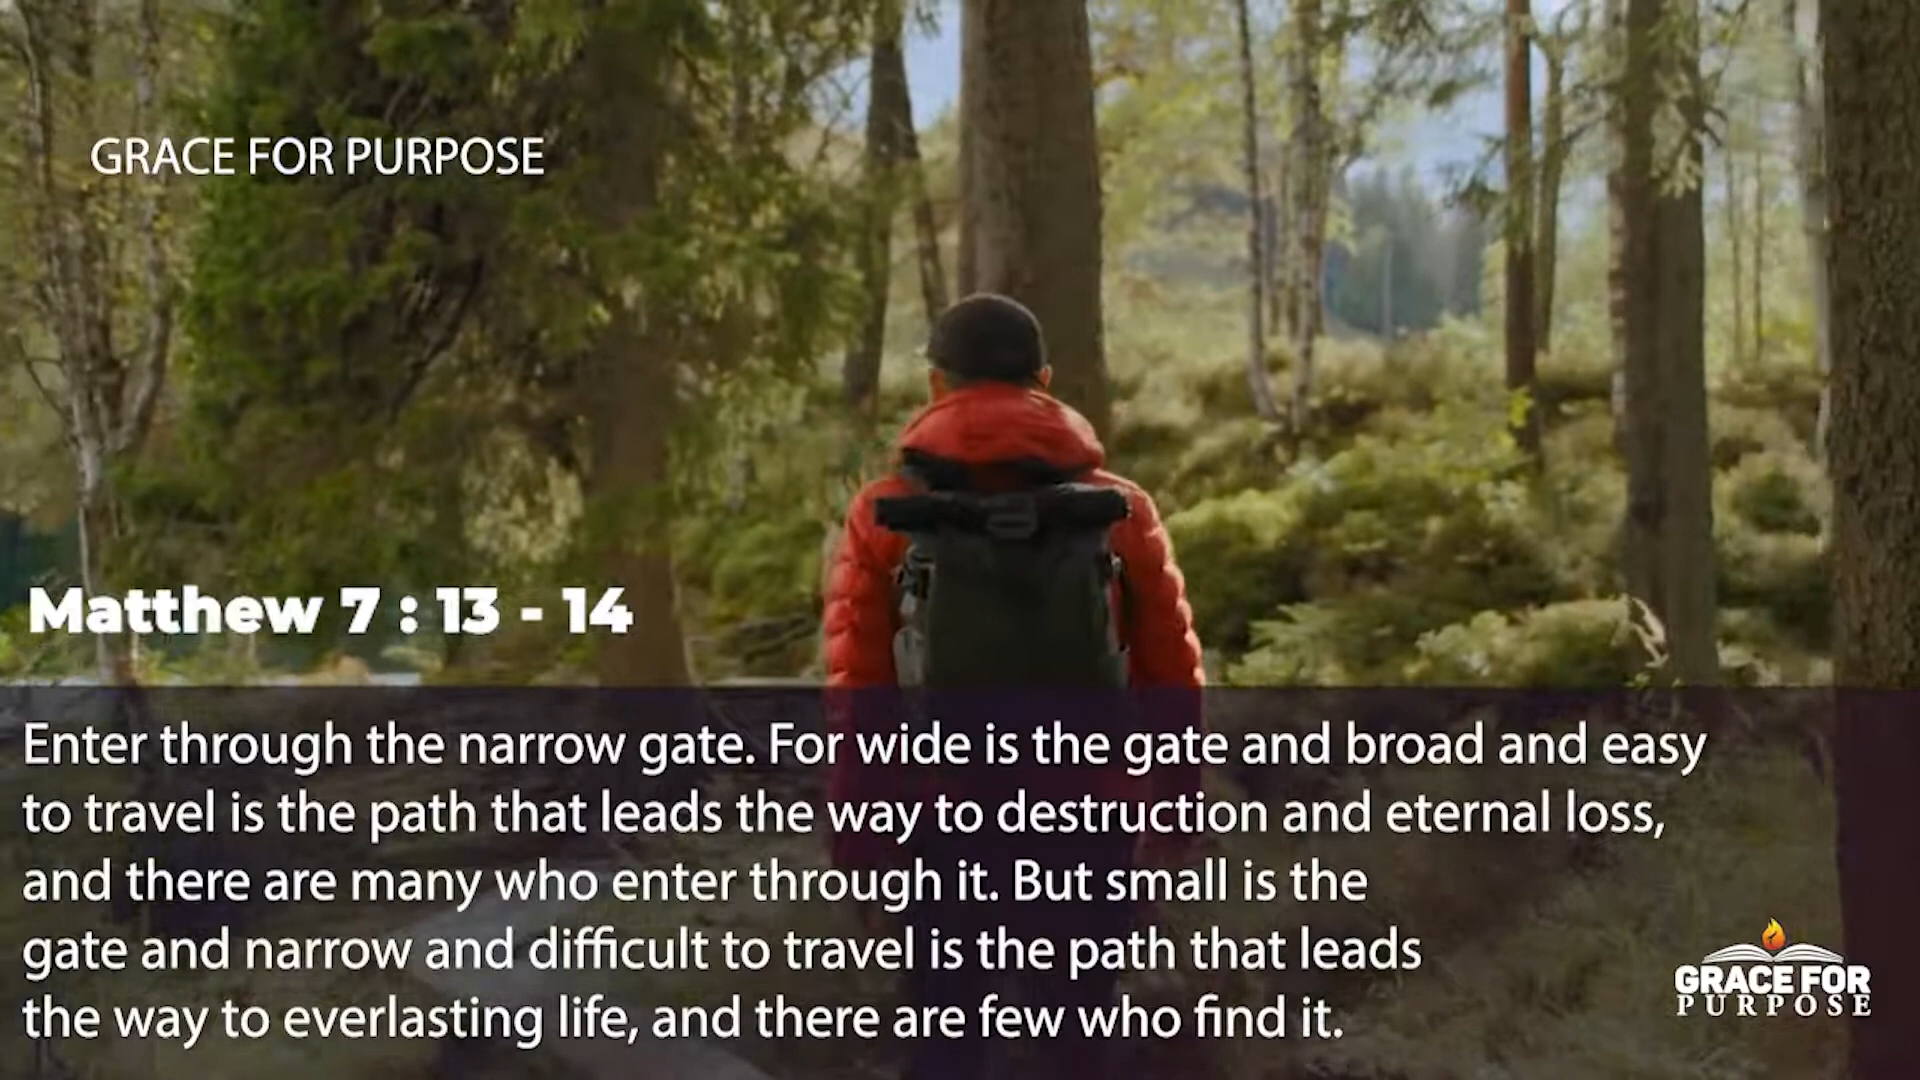 GRACE FOR PURPOSE
Matthew 7 : 13 - 14
Enter through the narrow gate. For wide is the gate and broad and easy
to travel is the path that leads the way to destruction and eternal loss,
and there are many who enter through it. But small is the
gate and narrow and difficult to travel is the path that leads
the way to everlasting life, and there are few who find it.
GRACE FOR
PURPOSE